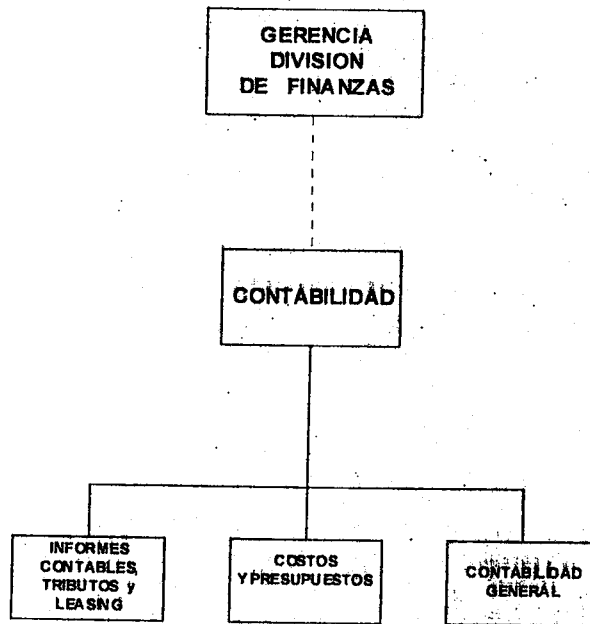 GERENCIA
DIVISION
DE FINANZAS
CONTABILIDAD
INFORMES
CONTABLES,
TRIBUTOS y
LEASING
COSTOS
Y PRESUPUESTOS
CONTABILIDAD
GENERAL